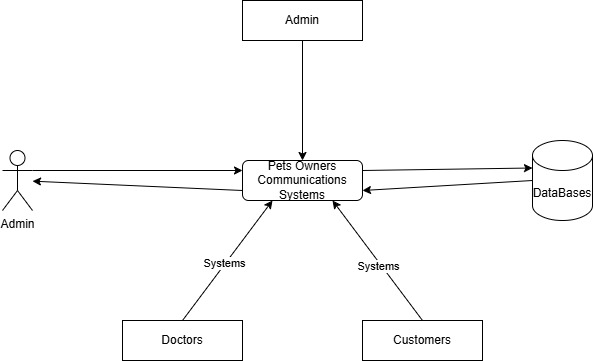 Admin
Pets Owners
Communications
Systems
Admin
DataBases
Systems
Systems
Doctors
Customers